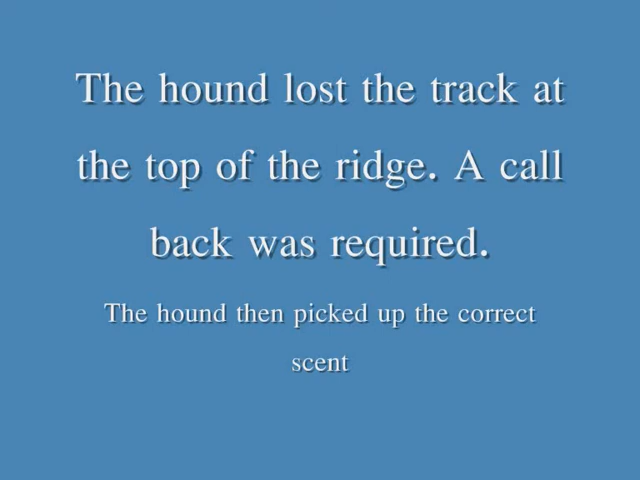 The hound lost the track at
the top of the ridge. A call
back was required.
The hound then picked up the correct
scent